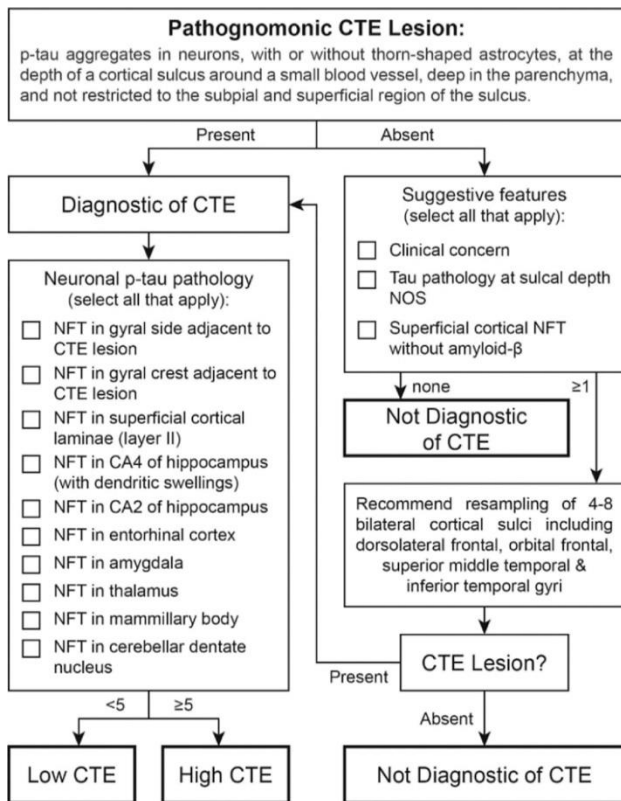 Pathognomonic CTE Lesion:
p-tau aggregates in neurons, with or without thorn-shaped astrocytes, at the
depth of a cortical sulcus around a small blood vessel, deep in the parenchyma,
and not restricted to the subpial and superficial region of the sulcus.
Present
Absent
Diagnostic of CTE
Neuronal p-tau pathology
(select all that apply):
NFT in gyral side adjacent to
CTE lesion
NFT in gyral crest adjacent to
CTE lesion
NFT in superficial cortical
laminae (layer II)
NFT in CA4 of hippocampus
(with dendritic swellings)
NFT in CA2 of hippocampus
NFT in entorhinal cortex
NFT in amygdala
NFT in thalamus
NFT in mammillary body
NFT in cerebellar dentate
nucleus
<5
≥5
Low CTE
High CTE
Suggestive features
(select all that apply):
Clinical concern
Tau pathology at sulcal depth
NOS
Superficial cortical NFT
without amyloid-β
none
≥1
Not Diagnostic
of CTE
Recommend resampling of 4-8
bilateral cortical sulci including
dorsolateral frontal, orbital frontal,
superior middle temporal &
inferior temporal gyri
CTE Lesion?
Present
Absent
Not Diagnostic of CTE